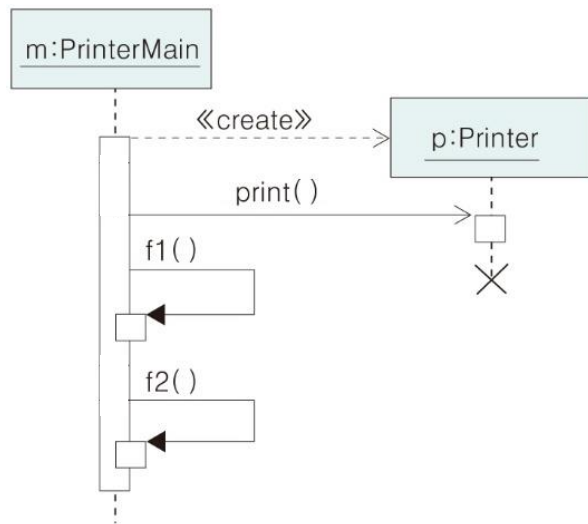 m:PrinterMain
《create》
p:Printer
print( )
f1( )
f2( )